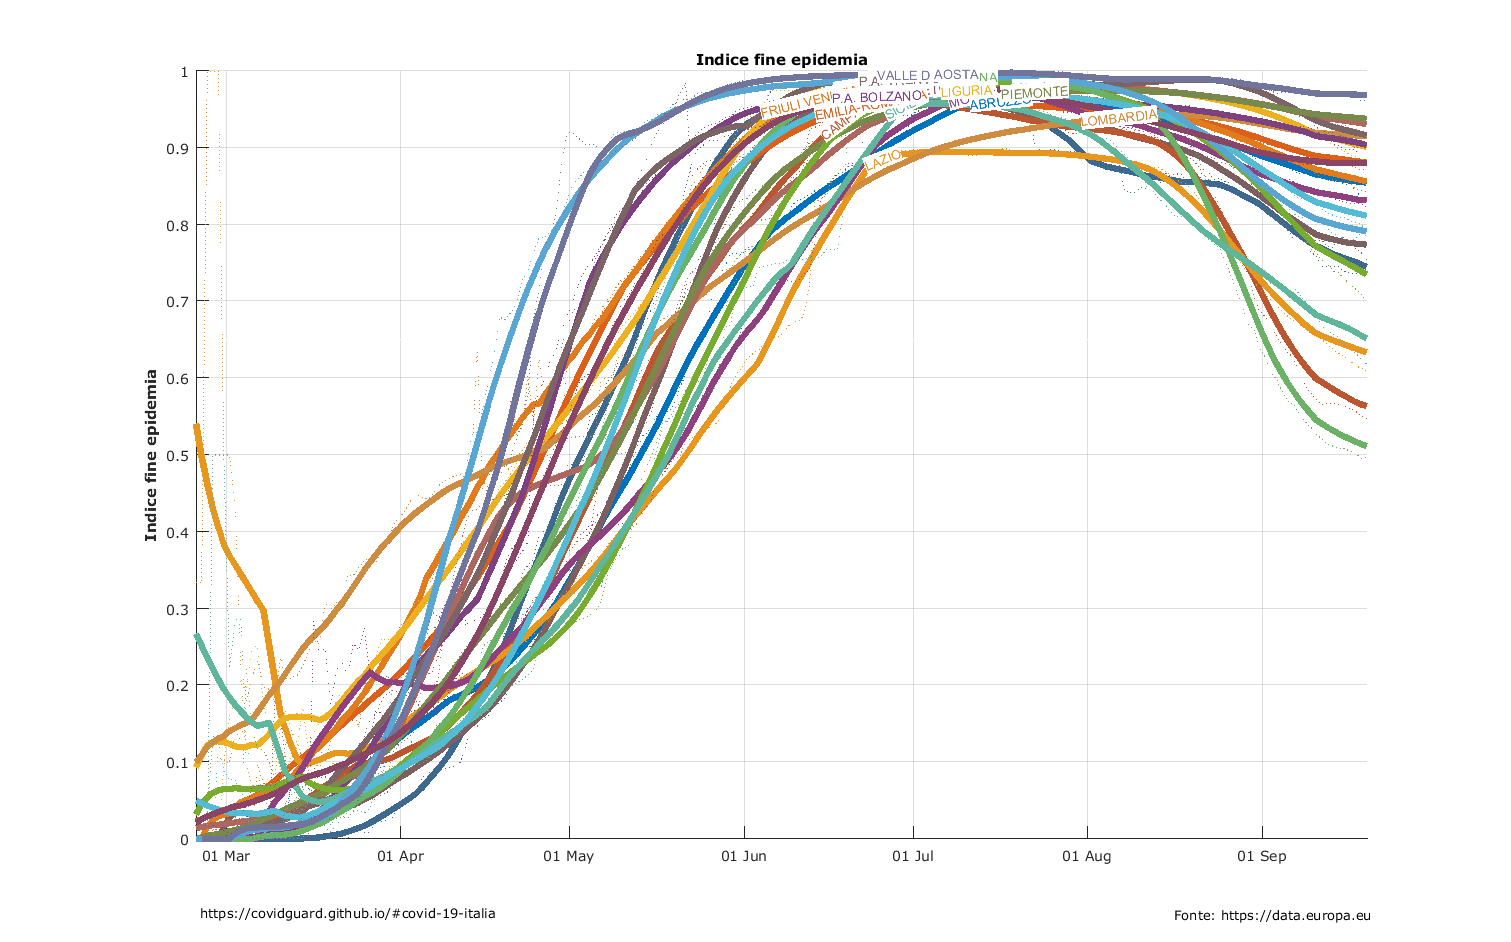 Indice fine epidemia
Indice fine epidemia
1
0.9
0.8
0.7
0.6
0.5
0.4
0.3
0.2
0.1
0
VALLE D AOSTA
FRIULI
P.A. BOLZANO
LIGURIA
PIEMONTE
ABRUZZO
LOMBARDIA
LAZIO
01 Mar
01 Apr
01 May
01 Jun
01 Jul
01 Aug
01 Sep
https://covidguard.github.io/#covid-19-italia
Fonte: https://data.europa.eu